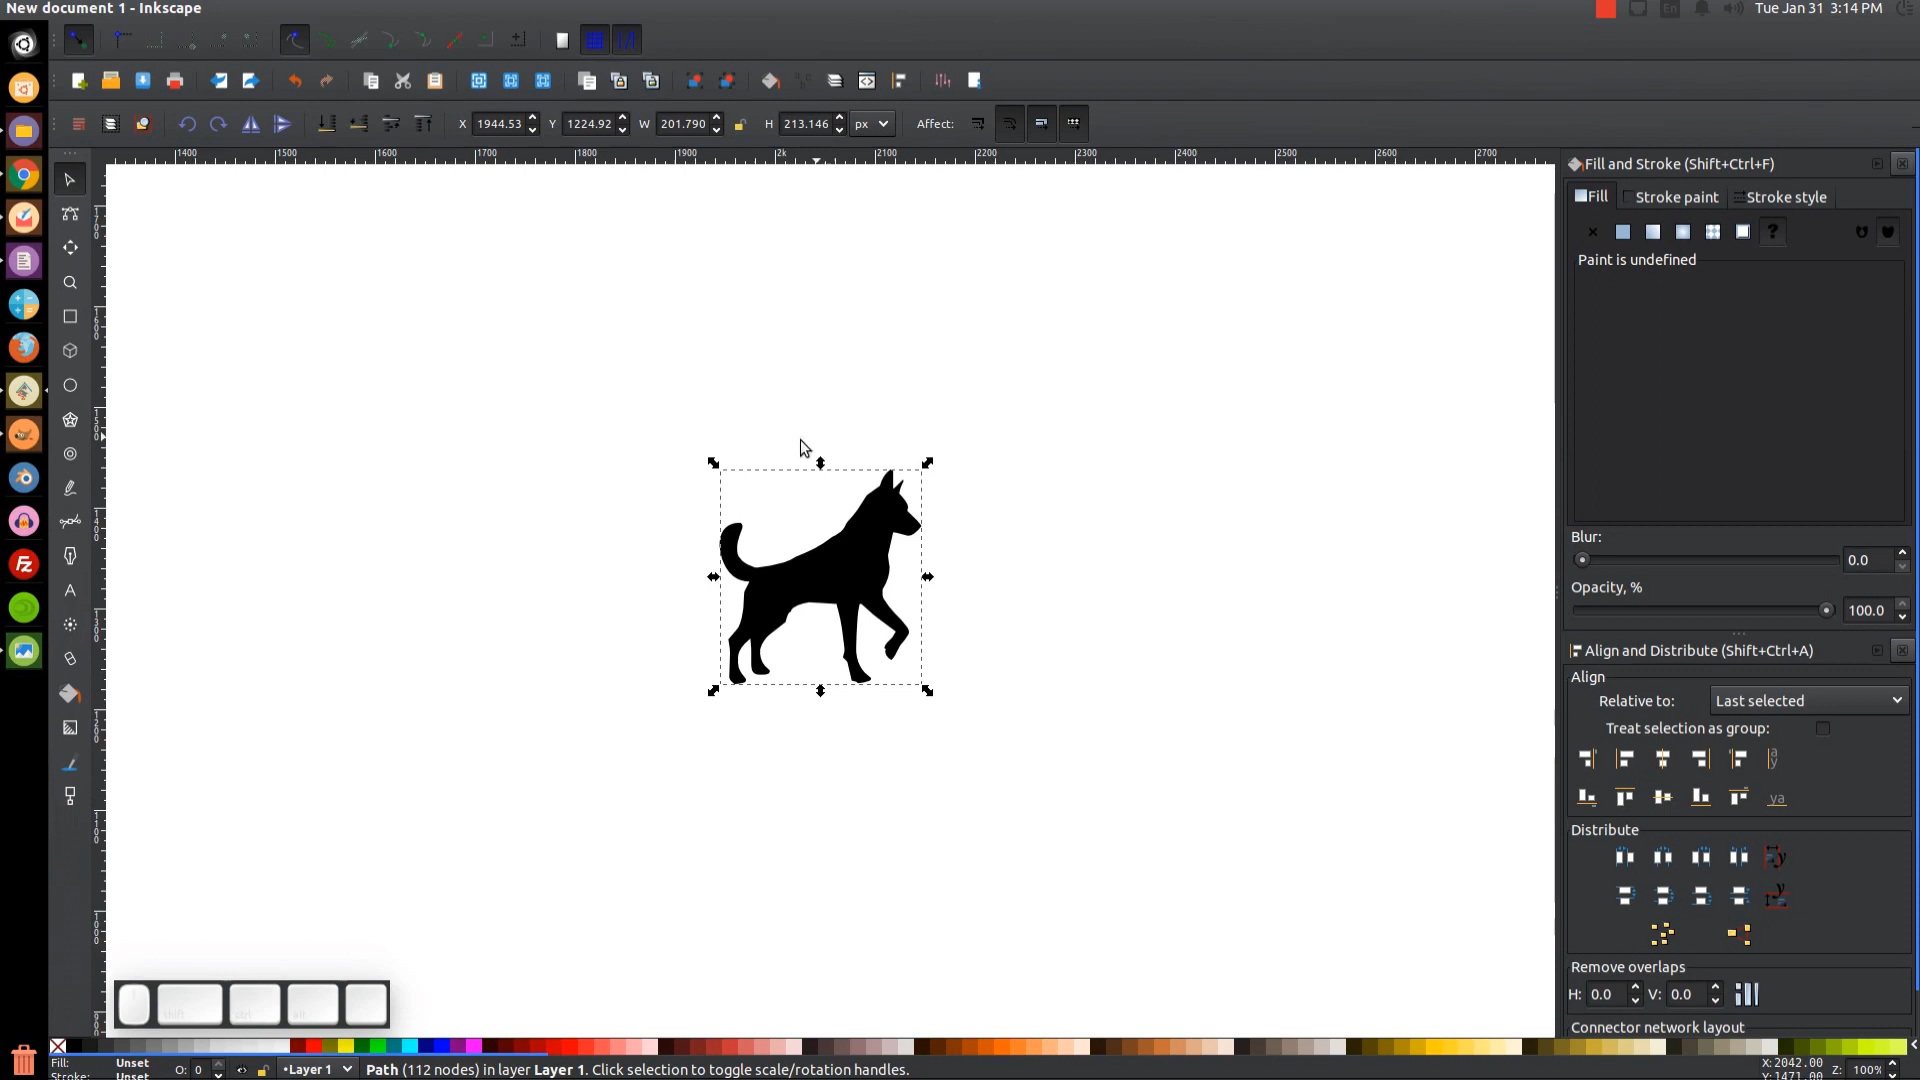 New document 1 - Inkscape
En
Tue Jan 31 3:14 PM
X 1944.53 Y 1224.92 W 201.790 H 213.146 px Affect:
1400 1500 1600 1700 1800 1900 2k 2100 2200 2300 2400 2500 2600 2700
Fill and Stroke (Shift+Ctrl+F)
Fill Stroke paint Stroke style
?
Paint is undefined
Blur:
0.0
Opacity, %
100.0
Align and Distribute (Shift+Ctrl+A)
Align
Relative to: Last selected
Treat selection as group:
Distribute
Remove overlaps
H: 0.0 V: 0.0
Connector network layout
Fill: Unset
Stroke: Unset
O: 0
•Layer 1
Path (112 nodes) in layer Layer 1. Click selection to toggle scale/rotation handles.
X:2042.00
Y:1471.00
Z: 100%